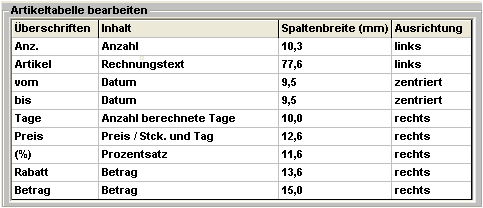 Artikeltabelle bearbeiten
Überschriften Inhalt Spaltenbreite (mm) Ausrichtung
Anz. Anzahl 10,3 links
Artikel Rechnungstext 77,6 links
vom Datum 9,5 zentriert
bis Datum 9,5 zentriert
Tage Anzahl berechnete Tage 10,0 rechts
Preis Preis / Stck. und Tag 12,6 rechts
(%) Prozentsatz 11,6 rechts
Rabatt Betrag 13,6 rechts
Betrag Betrag 15,0 rechts